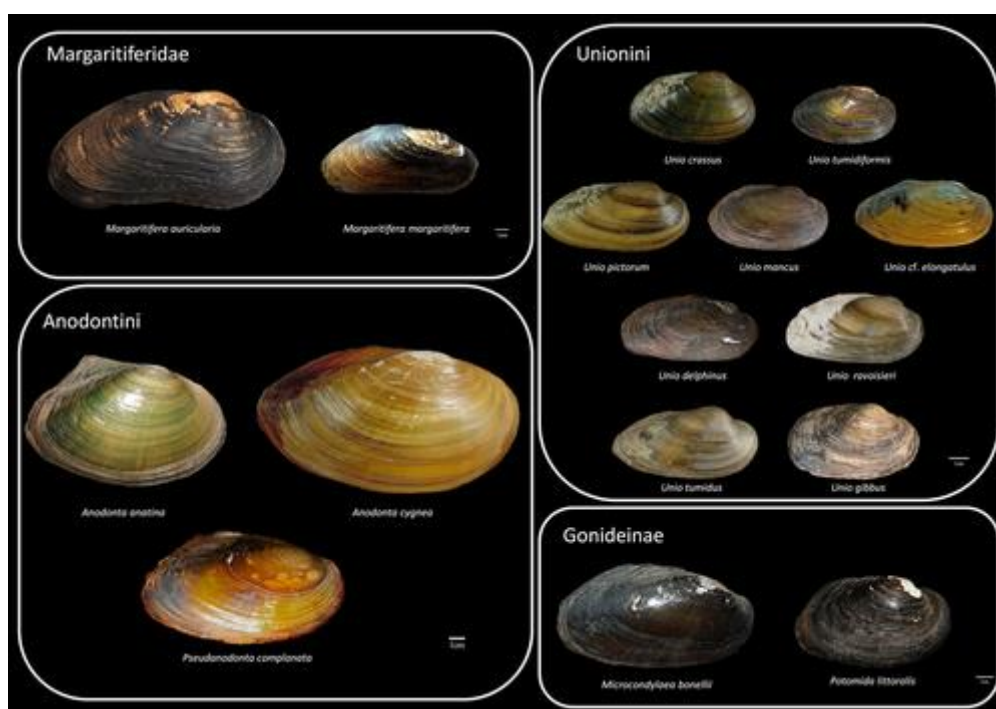 Margaritiferidae
Margaritifera auricularia
Margaritifera margaritifera
Anodontini
Anodonta anatina
Anodonta cygnea
Pseudanodonta complanata
Unionini
Unio crassus
Unio tumidiformis
Unio pictorum
Unio mancus
Unio cf. elongatulus
Unio delphinus
Unio ravoisieri
Unio tumidus
Unio gibbus
Gonideinae
Microcondylaea bonellii
Potomida littoralis